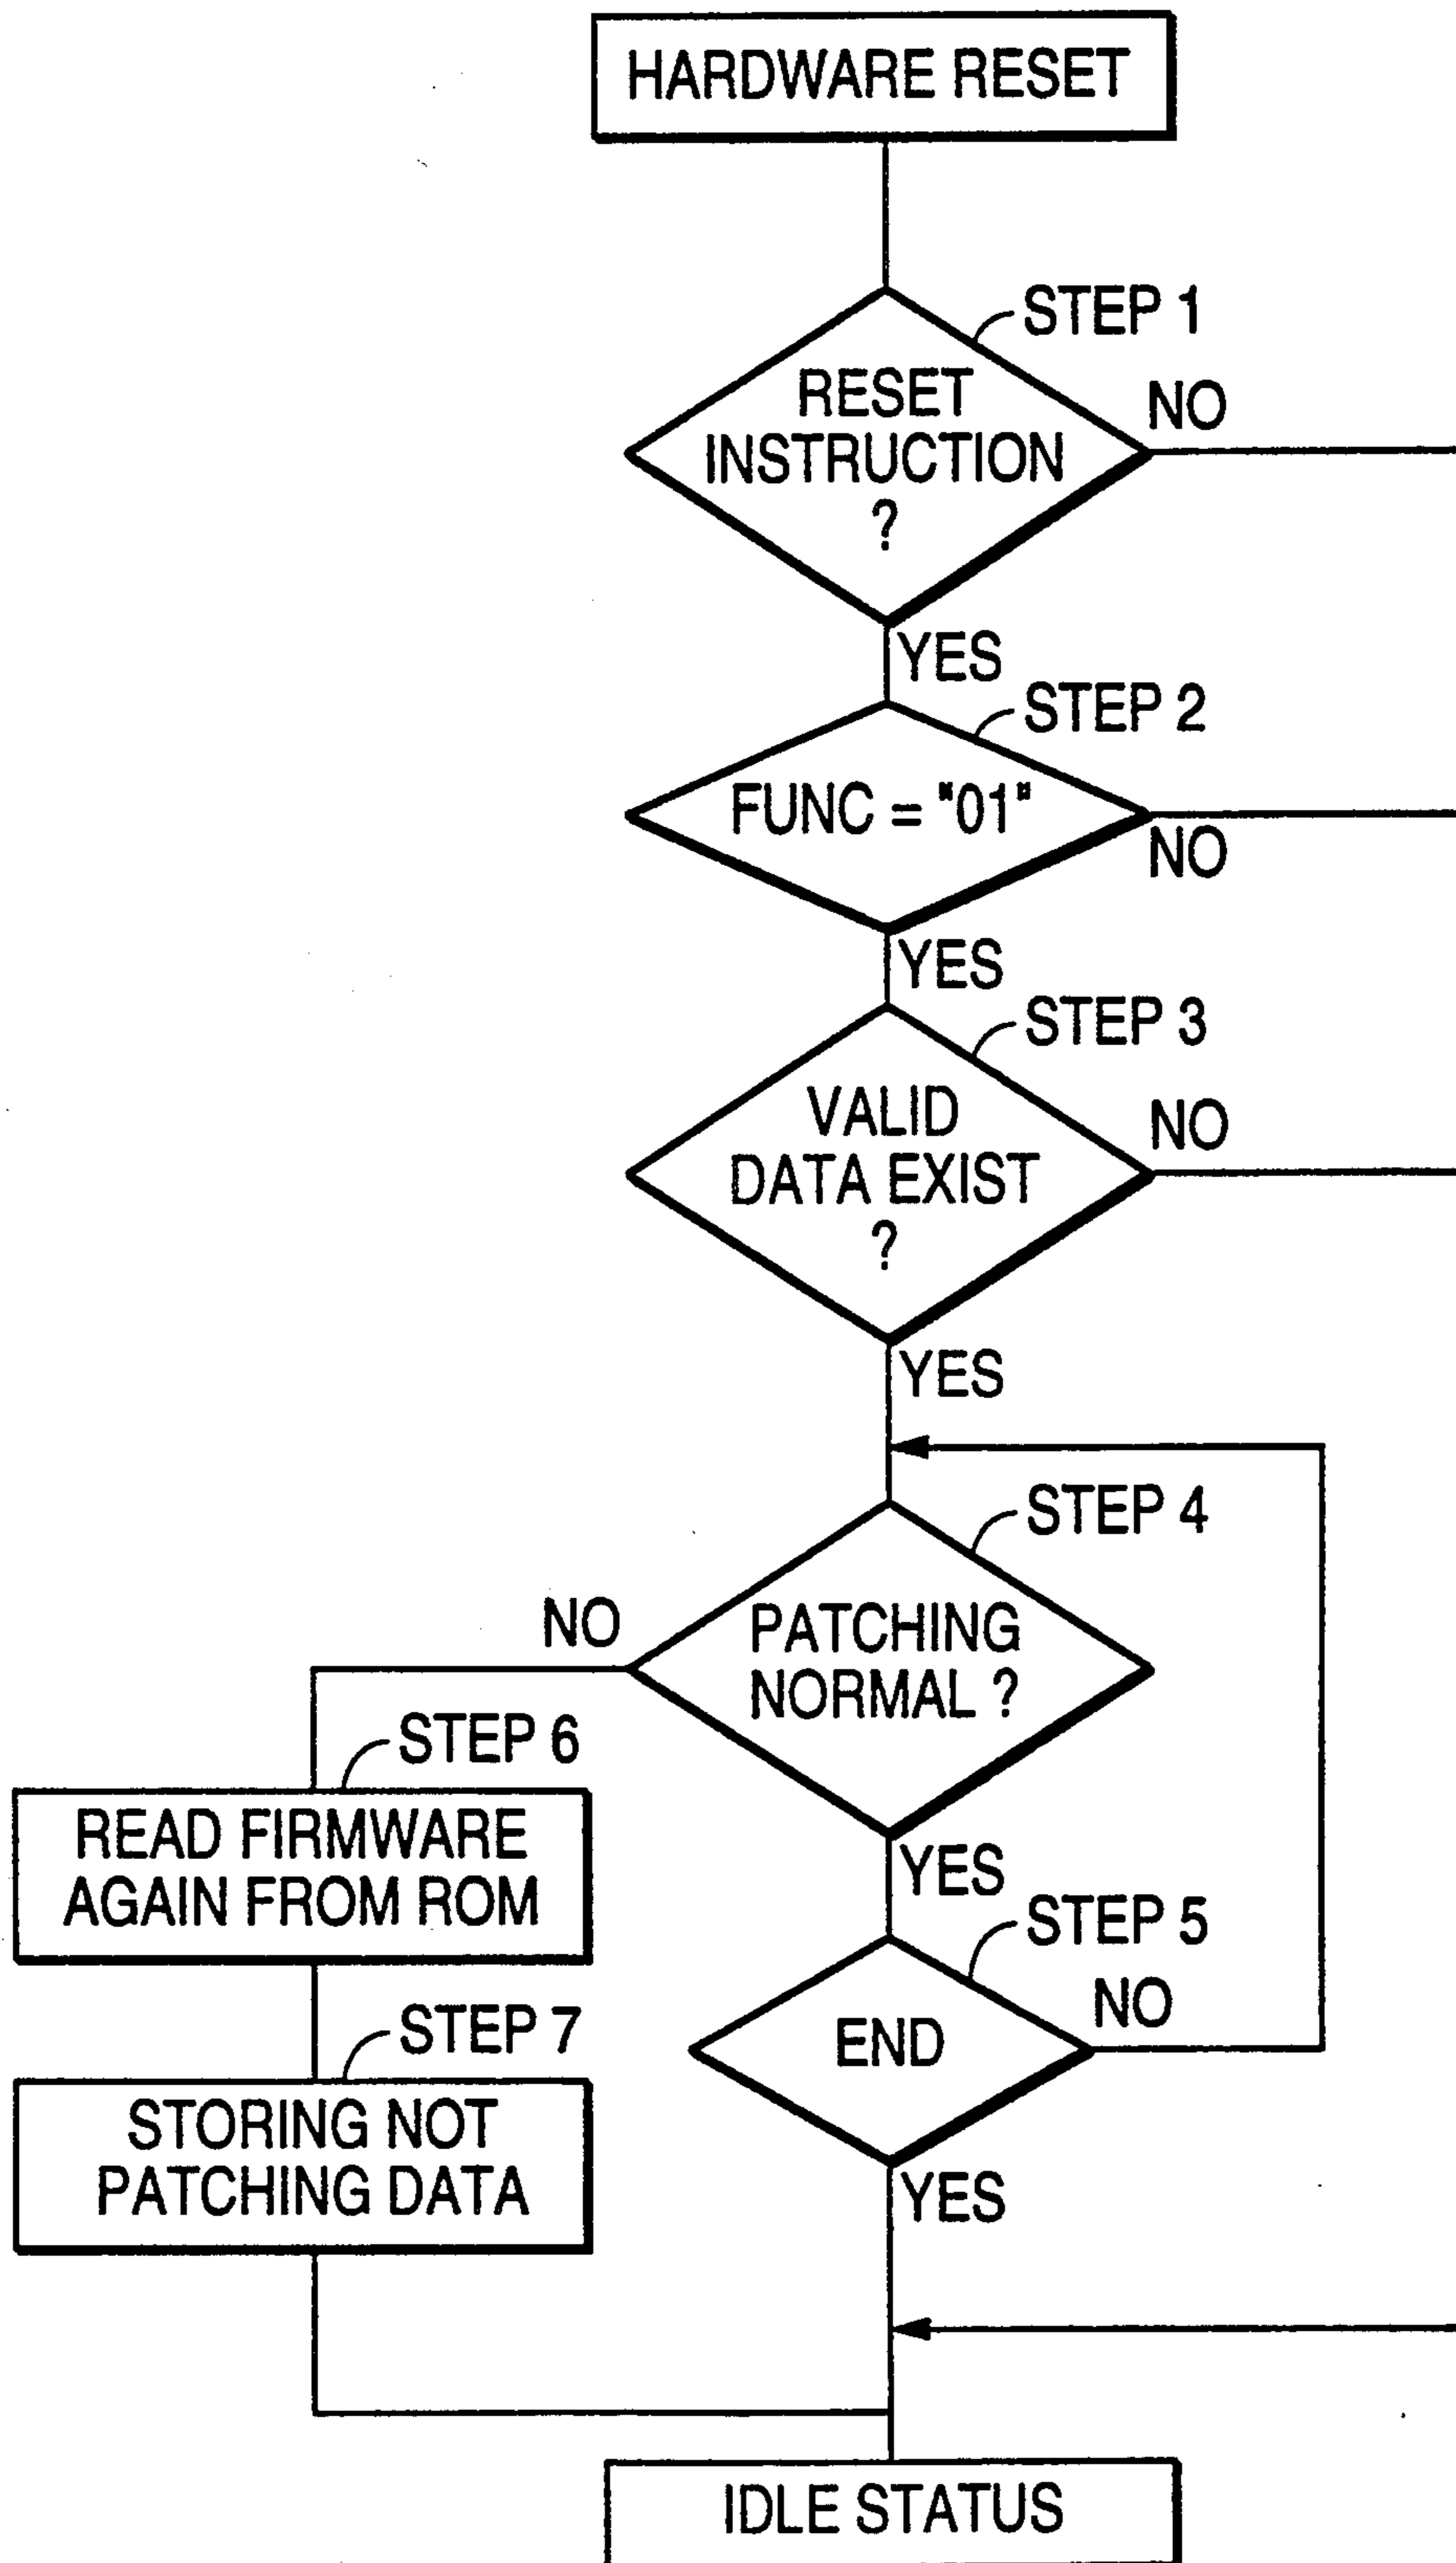 HARDWARE RESET
STEP 1
RESET
INSTRUCTION
?
NO
YES
STEP 2
FUNC = "01"
NO
YES
STEP 3
VALID
DATA EXIST
?
NO
YES
STEP 4
PATCHING
NORMAL ?
NO
YES
STEP 6
READ FIRMWARE
AGAIN FROM ROM
STEP 5
END
NO
YES
STEP 7
STORING NOT
PATCHING DATA
IDLE STATUS